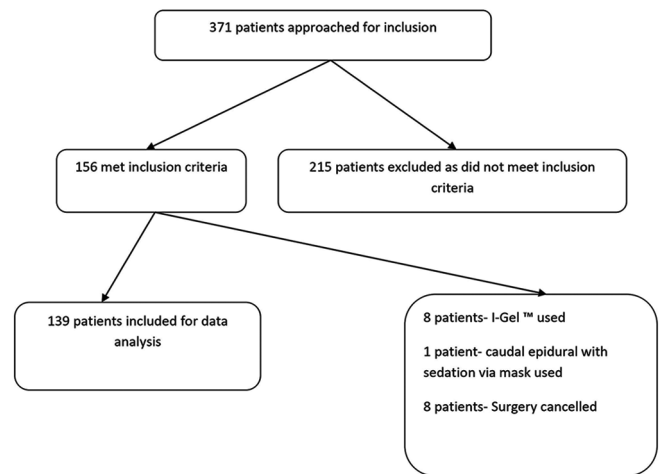 371 patients approached for inclusion
156 met inclusion criteria
215 patients excluded as did not meet inclusion
criteria
139 patients included for data
analysis
8 patients- I-Gel ™ used
1 patient- caudal epidural with
sedation via mask used
8 patients- Surgery cancelled